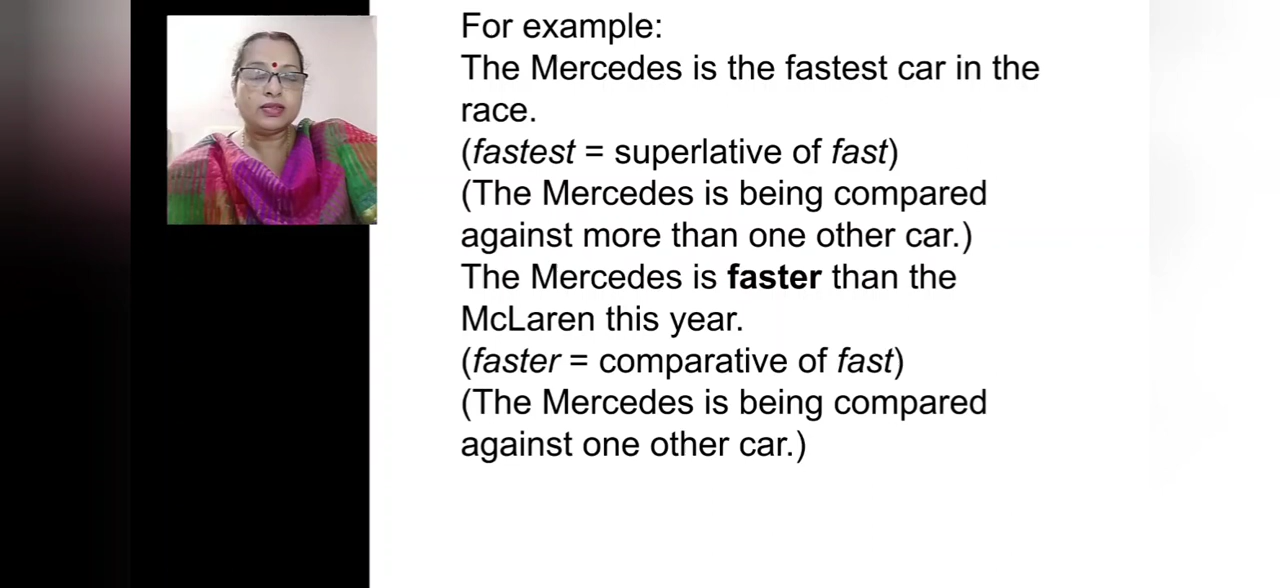 For example:
The Mercedes is the fastest car in the
race.
(fastest = superlative of fast)
(The Mercedes is being compared
against more than one other car.)
The Mercedes is faster than the
McLaren this year.
(faster = comparative of fast)
(The Mercedes is being compared
against one other car.)